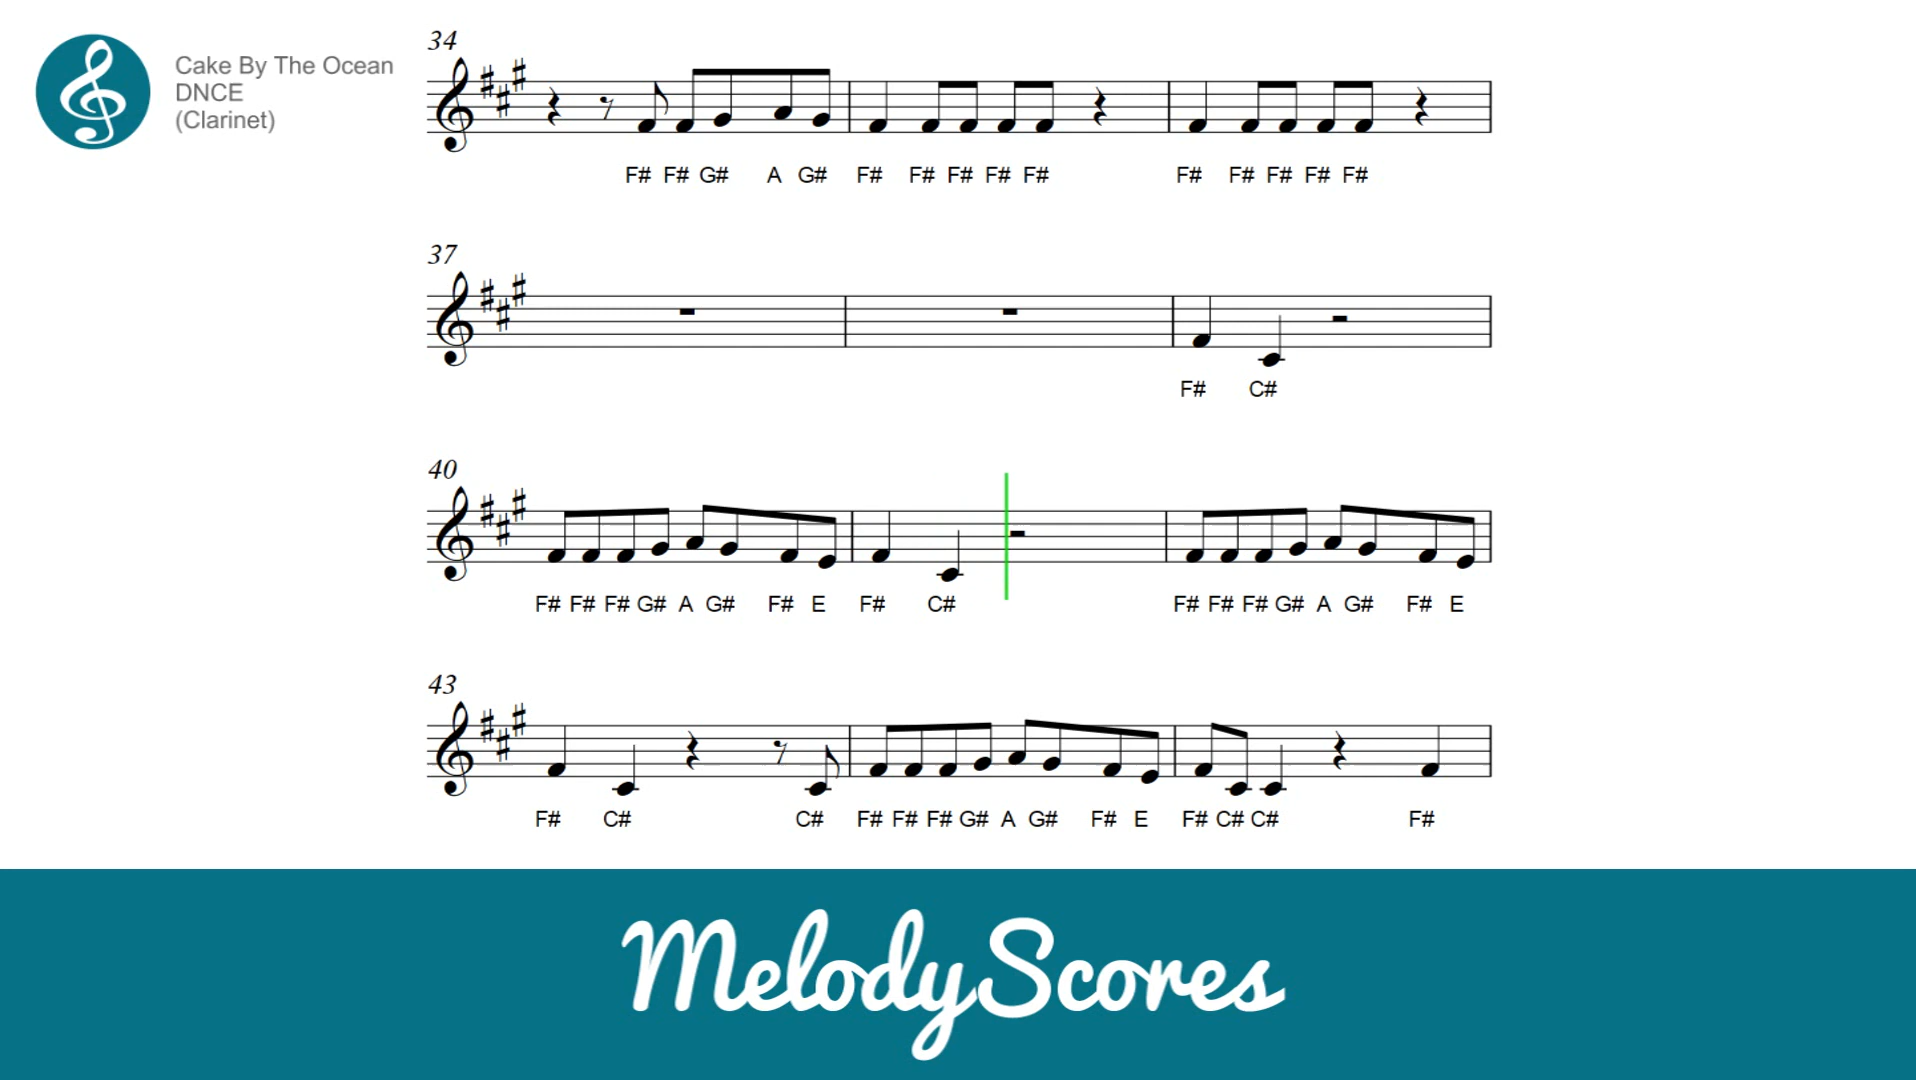 Cake By The Ocean
DNCE
(Clarinet)
34
F# F# G# A G# F# F# F# F# F# F# F# F# F# F#
37
F# C#
40
F# F# F# G# A G# F# E F# C# F# F# F# G# A G# F# E
43
F# C# C# F# F# F# G# A G# F# E F# C# C# F#
MelodyScores